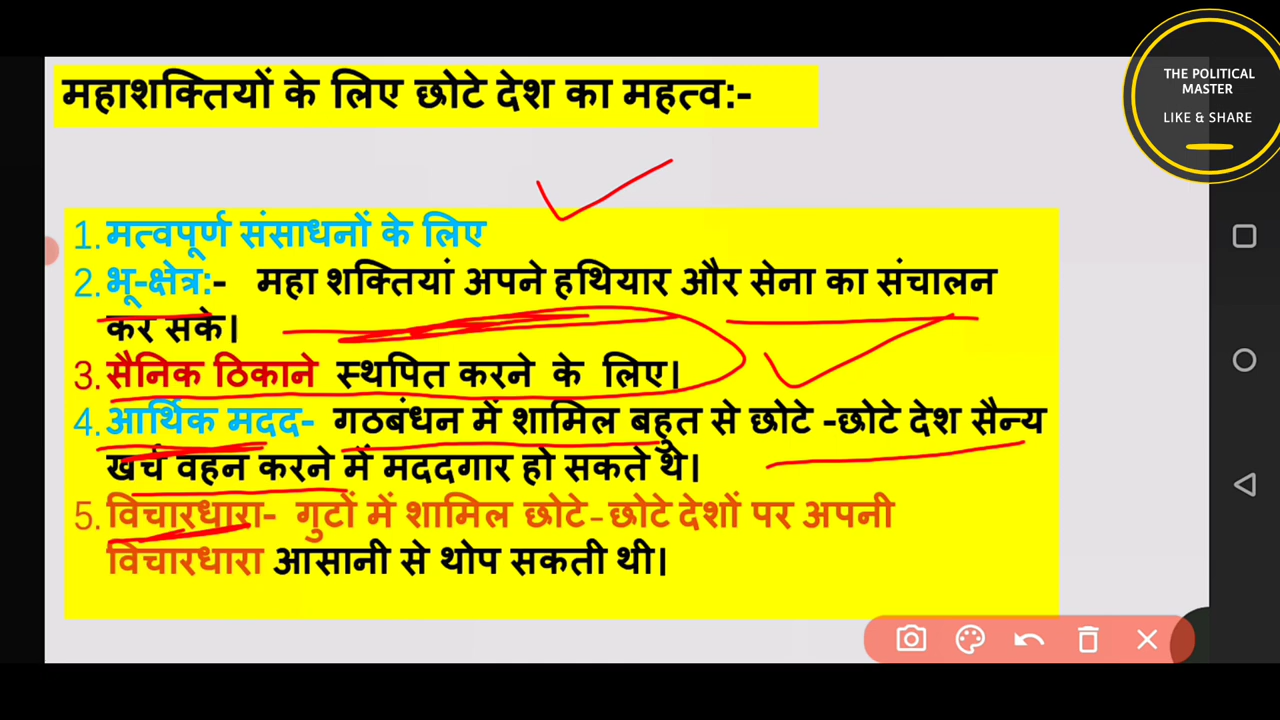 महाशक्तियों के लिए छोटे देश का महत्व:-
THE POLITICAL
MASTER
LIKE & SHARE
1. मत्वपूर्ण संसाधनों के लिए
2. भू-क्षेत्र:- महा शक्तियां अपने हथियार और सेना का संचालन
कर सके।
3. सैनिक ठिकाने स्थपित करने के लिए।
4. आर्थिक मदद- गठबंधन में शामिल बहुत से छोटे -छोटे देश सैन्य
खर्च वहन करने में मददगार हो सकते थे।
5. विचारधारा- गुटों में शामिल छोटे-छोटे देशों पर अपनी
विचारधारा आसानी से थोप सकती थी।